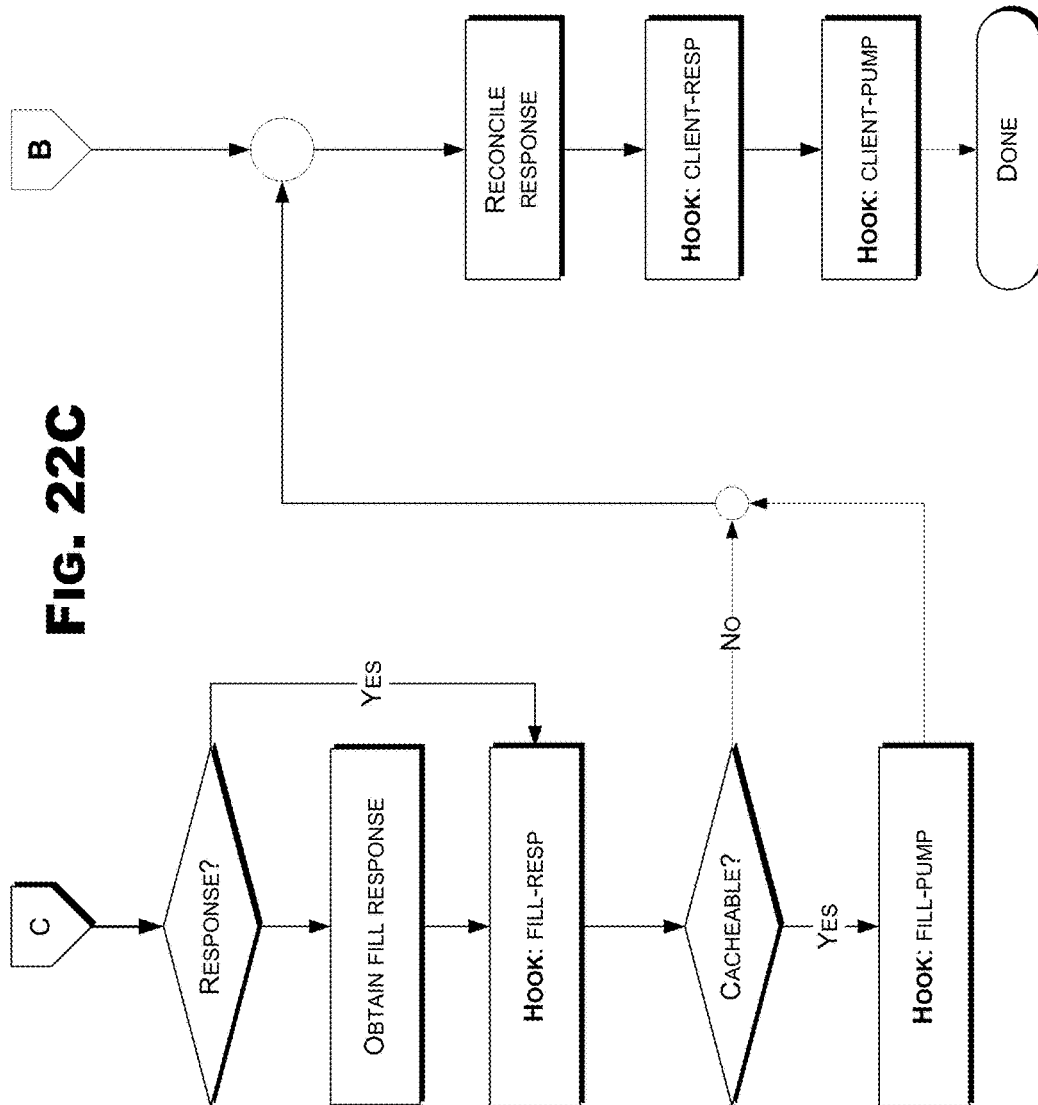 FIG. 22C
C
RESPONSE?
YES
OBTAIN FILL RESPONSE
HOOK: FILL-RESP
CACHEABLE?
NO
YES
HOOK: FILL-PUMP
B
RECONCILE
RESPONSE
HOOK: CLIENT-RESP
HOOK: CLIENT-PUMP
DONE